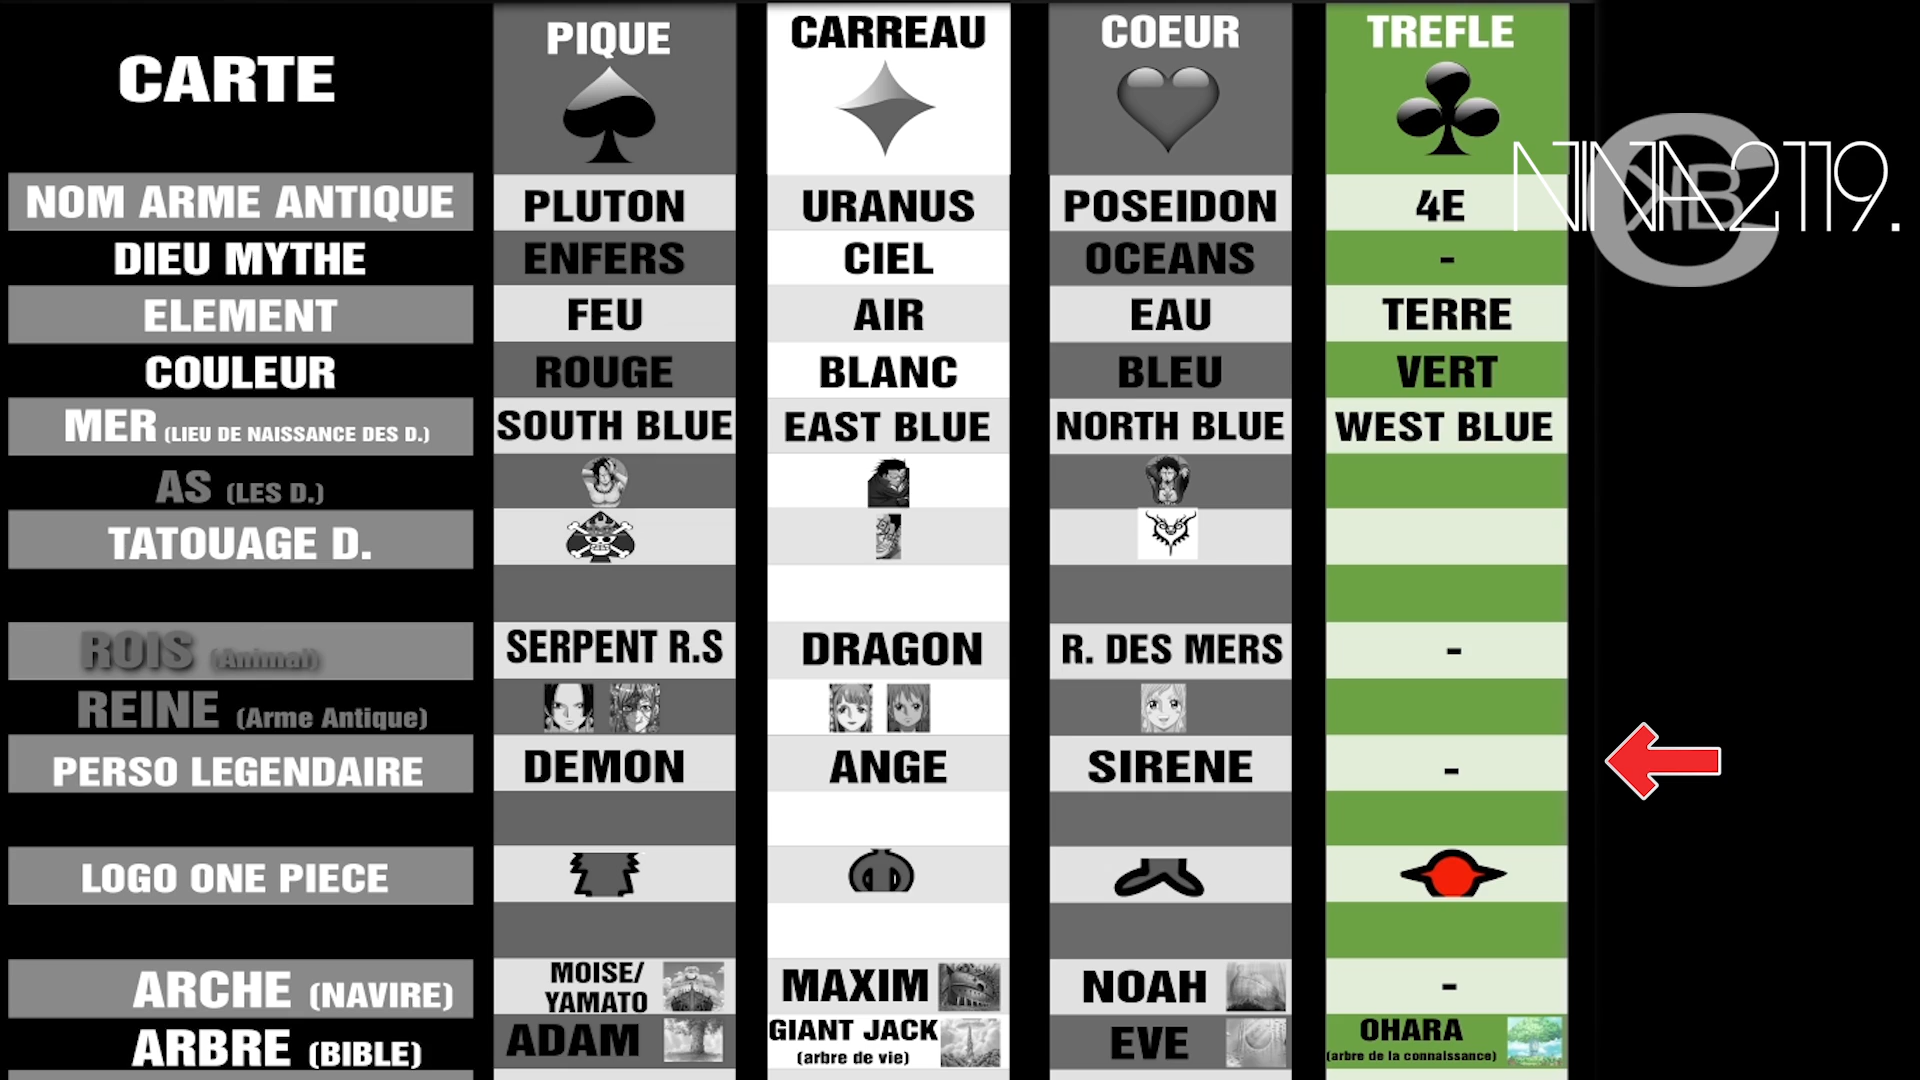 CARTE
PIQUE
CARREAU
COEUR
TREFLE
NINA2119.
CKB
NOM ARME ANTIQUE
PLUTON
URANUS
POSEIDON
4E
DIEU MYTHE
ENFERS
CIEL
OCEANS
-
ELEMENT
FEU
AIR
EAU
TERRE
COULEUR
ROUGE
BLANC
BLEU
VERT
MER (LIEU DE NAISSANCE DES D.)
SOUTH BLUE
EAST BLUE
NORTH BLUE
WEST BLUE
AS (LES D.)
TATOUAGE D.
ROIS (Animal)
SERPENT R.S
DRAGON
R. DES MERS
-
REINE (Arme Antique)
PERSO LEGENDAIRE
DEMON
ANGE
SIRENE
-
LOGO ONE PIECE
ARCHE (NAVIRE)
MOISE/
YAMATO
MAXIM
NOAH
-
ARBRE (BIBLE)
ADAM
GIANT JACK
(arbre de vie)
EVE
OHARA
(arbre de la connaissance)